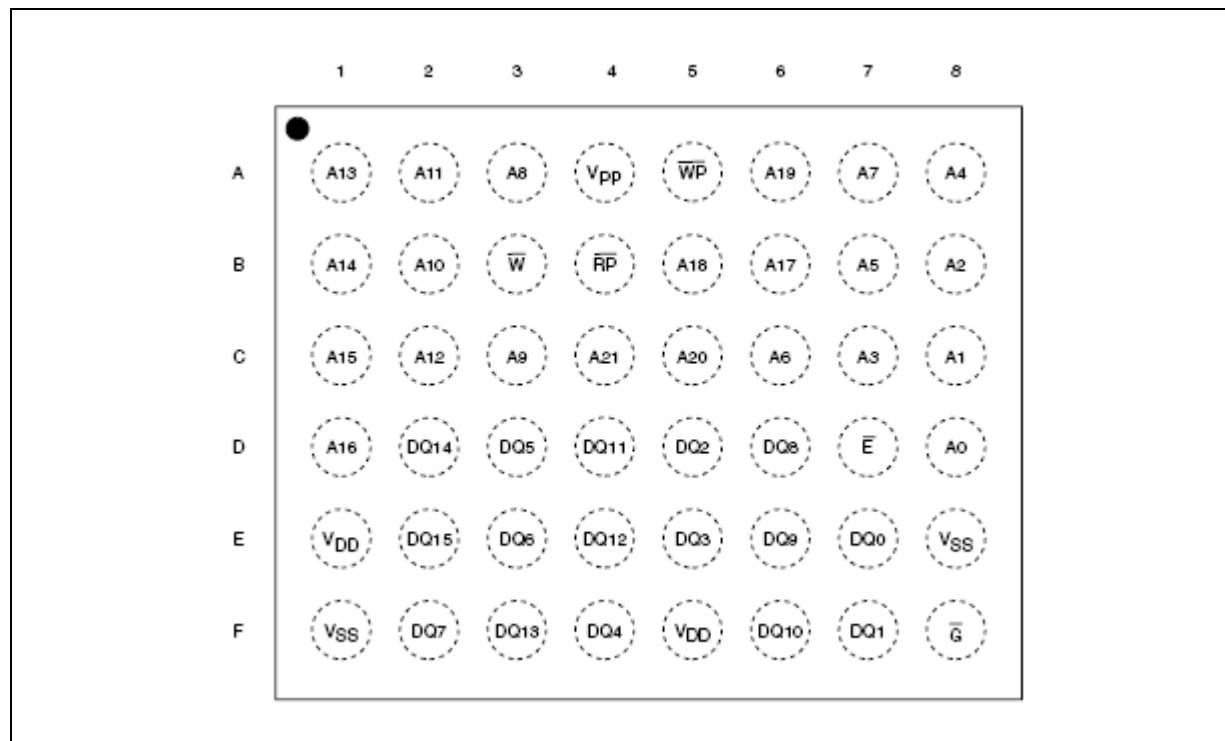 1 2 3 4 5 6 7 8
A A13 A11 A8 VPP W̅P̅ A19 A7 A4
B A14 A10 W̅ R̅P̅ A18 A17 A5 A2
C A15 A12 A9 A21 A20 A6 A3 A1
D A16 DQ14 DQ5 DQ11 DQ2 DQ8 E̅ A0
E VDD DQ15 DQ6 DQ12 DQ3 DQ9 DQ0 VSS
F VSS DQ7 DQ13 DQ4 VDD DQ10 DQ1 G̅